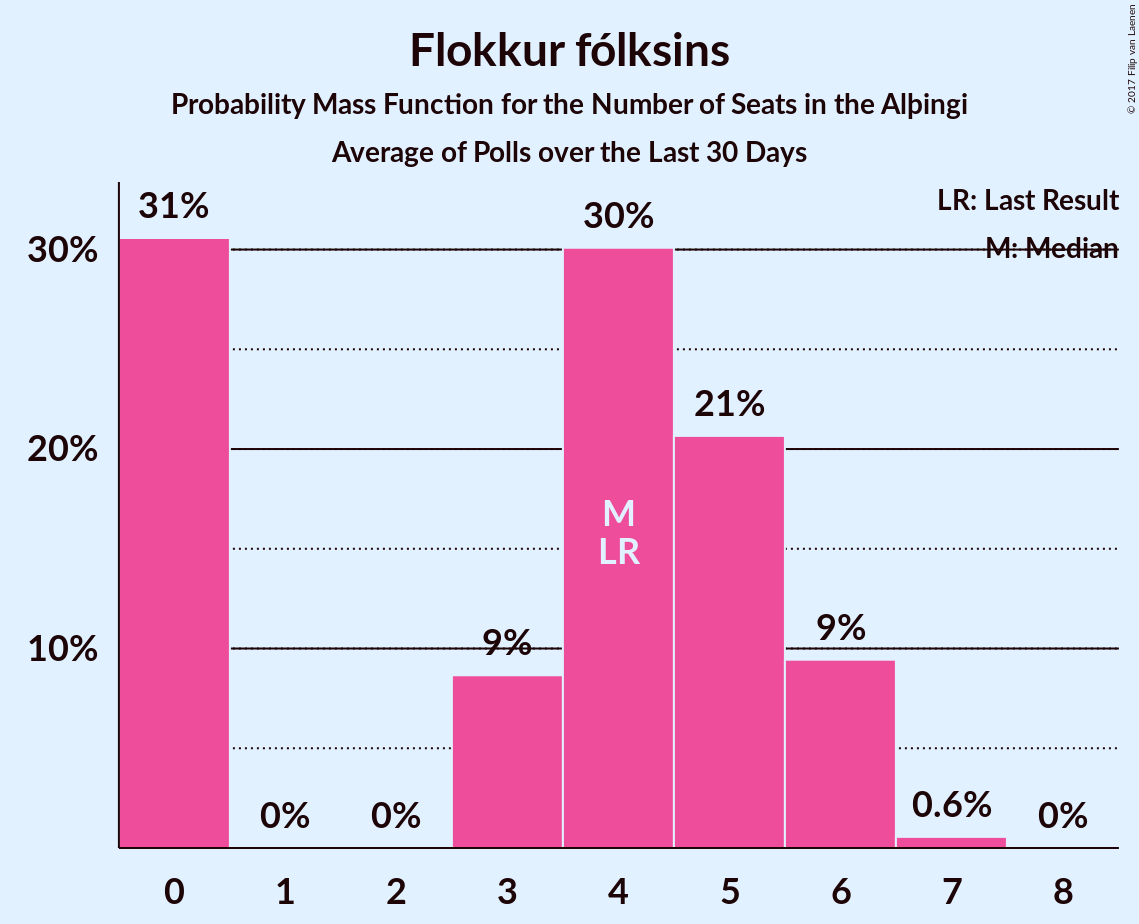 Flokkur fólksins
Probability Mass Function for the Number of Seats in the Alþingi
Average of Polls over the Last 30 Days
© 2017 Filip van Laenen
LR: Last Result
M: Median
31%
30%
30%
21%
20%
M
LR
9%
9%
10%
0%
0%
0.6%
0%
0 1 2 3 4 5 6 7 8